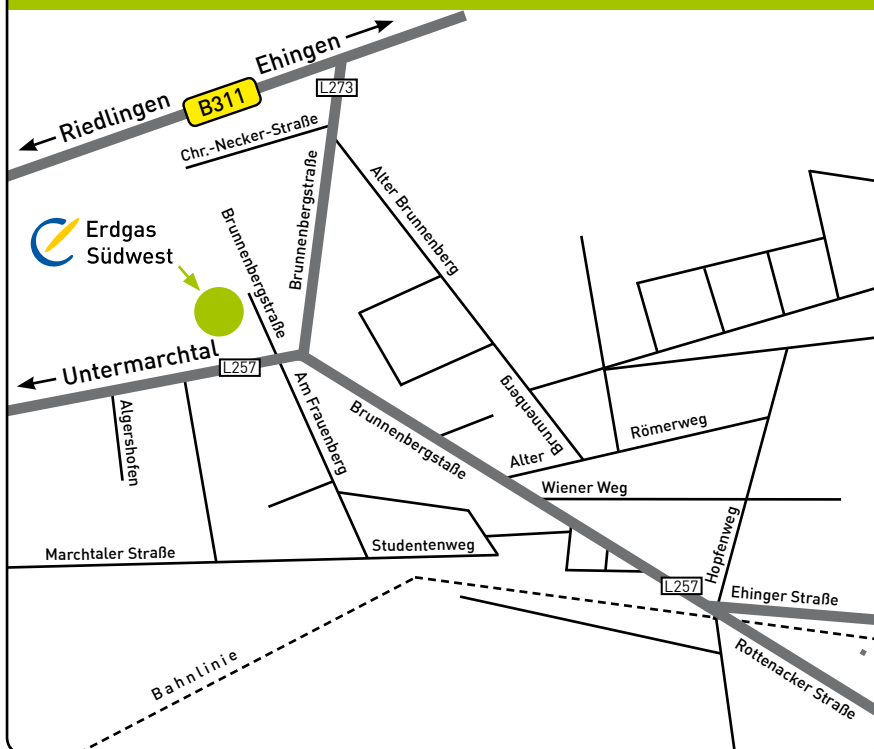 Ehingen
B311
Riedlingen
L273
Chr.-Necker-Straße
Brunnenbergstraße
Alter Brunnenberg
Brunnenbergstraße
Erdgas
Südwest
Untermarchtal
L257
Algershofen
Am Frauenberg
Brunnenbergstaße
Alter
Brunnenberg
Römerweg
Wiener Weg
Hopfenweg
Marchtaler Straße
Studentenweg
L257
Ehinger Straße
Rottenacker Straße
Bahnlinie